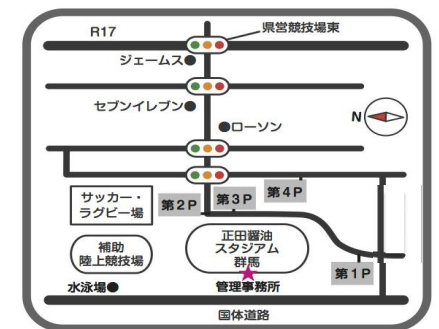 R17
県営競技場東
ジェームス
セブンイレブン
ローソン
N
サッカー・
ラグビー場
第2P
第3P
第4P
補助
陸上競技場
正田醤油
スタジアム
群馬
第1P
水泳場
管理事務所
国体道路